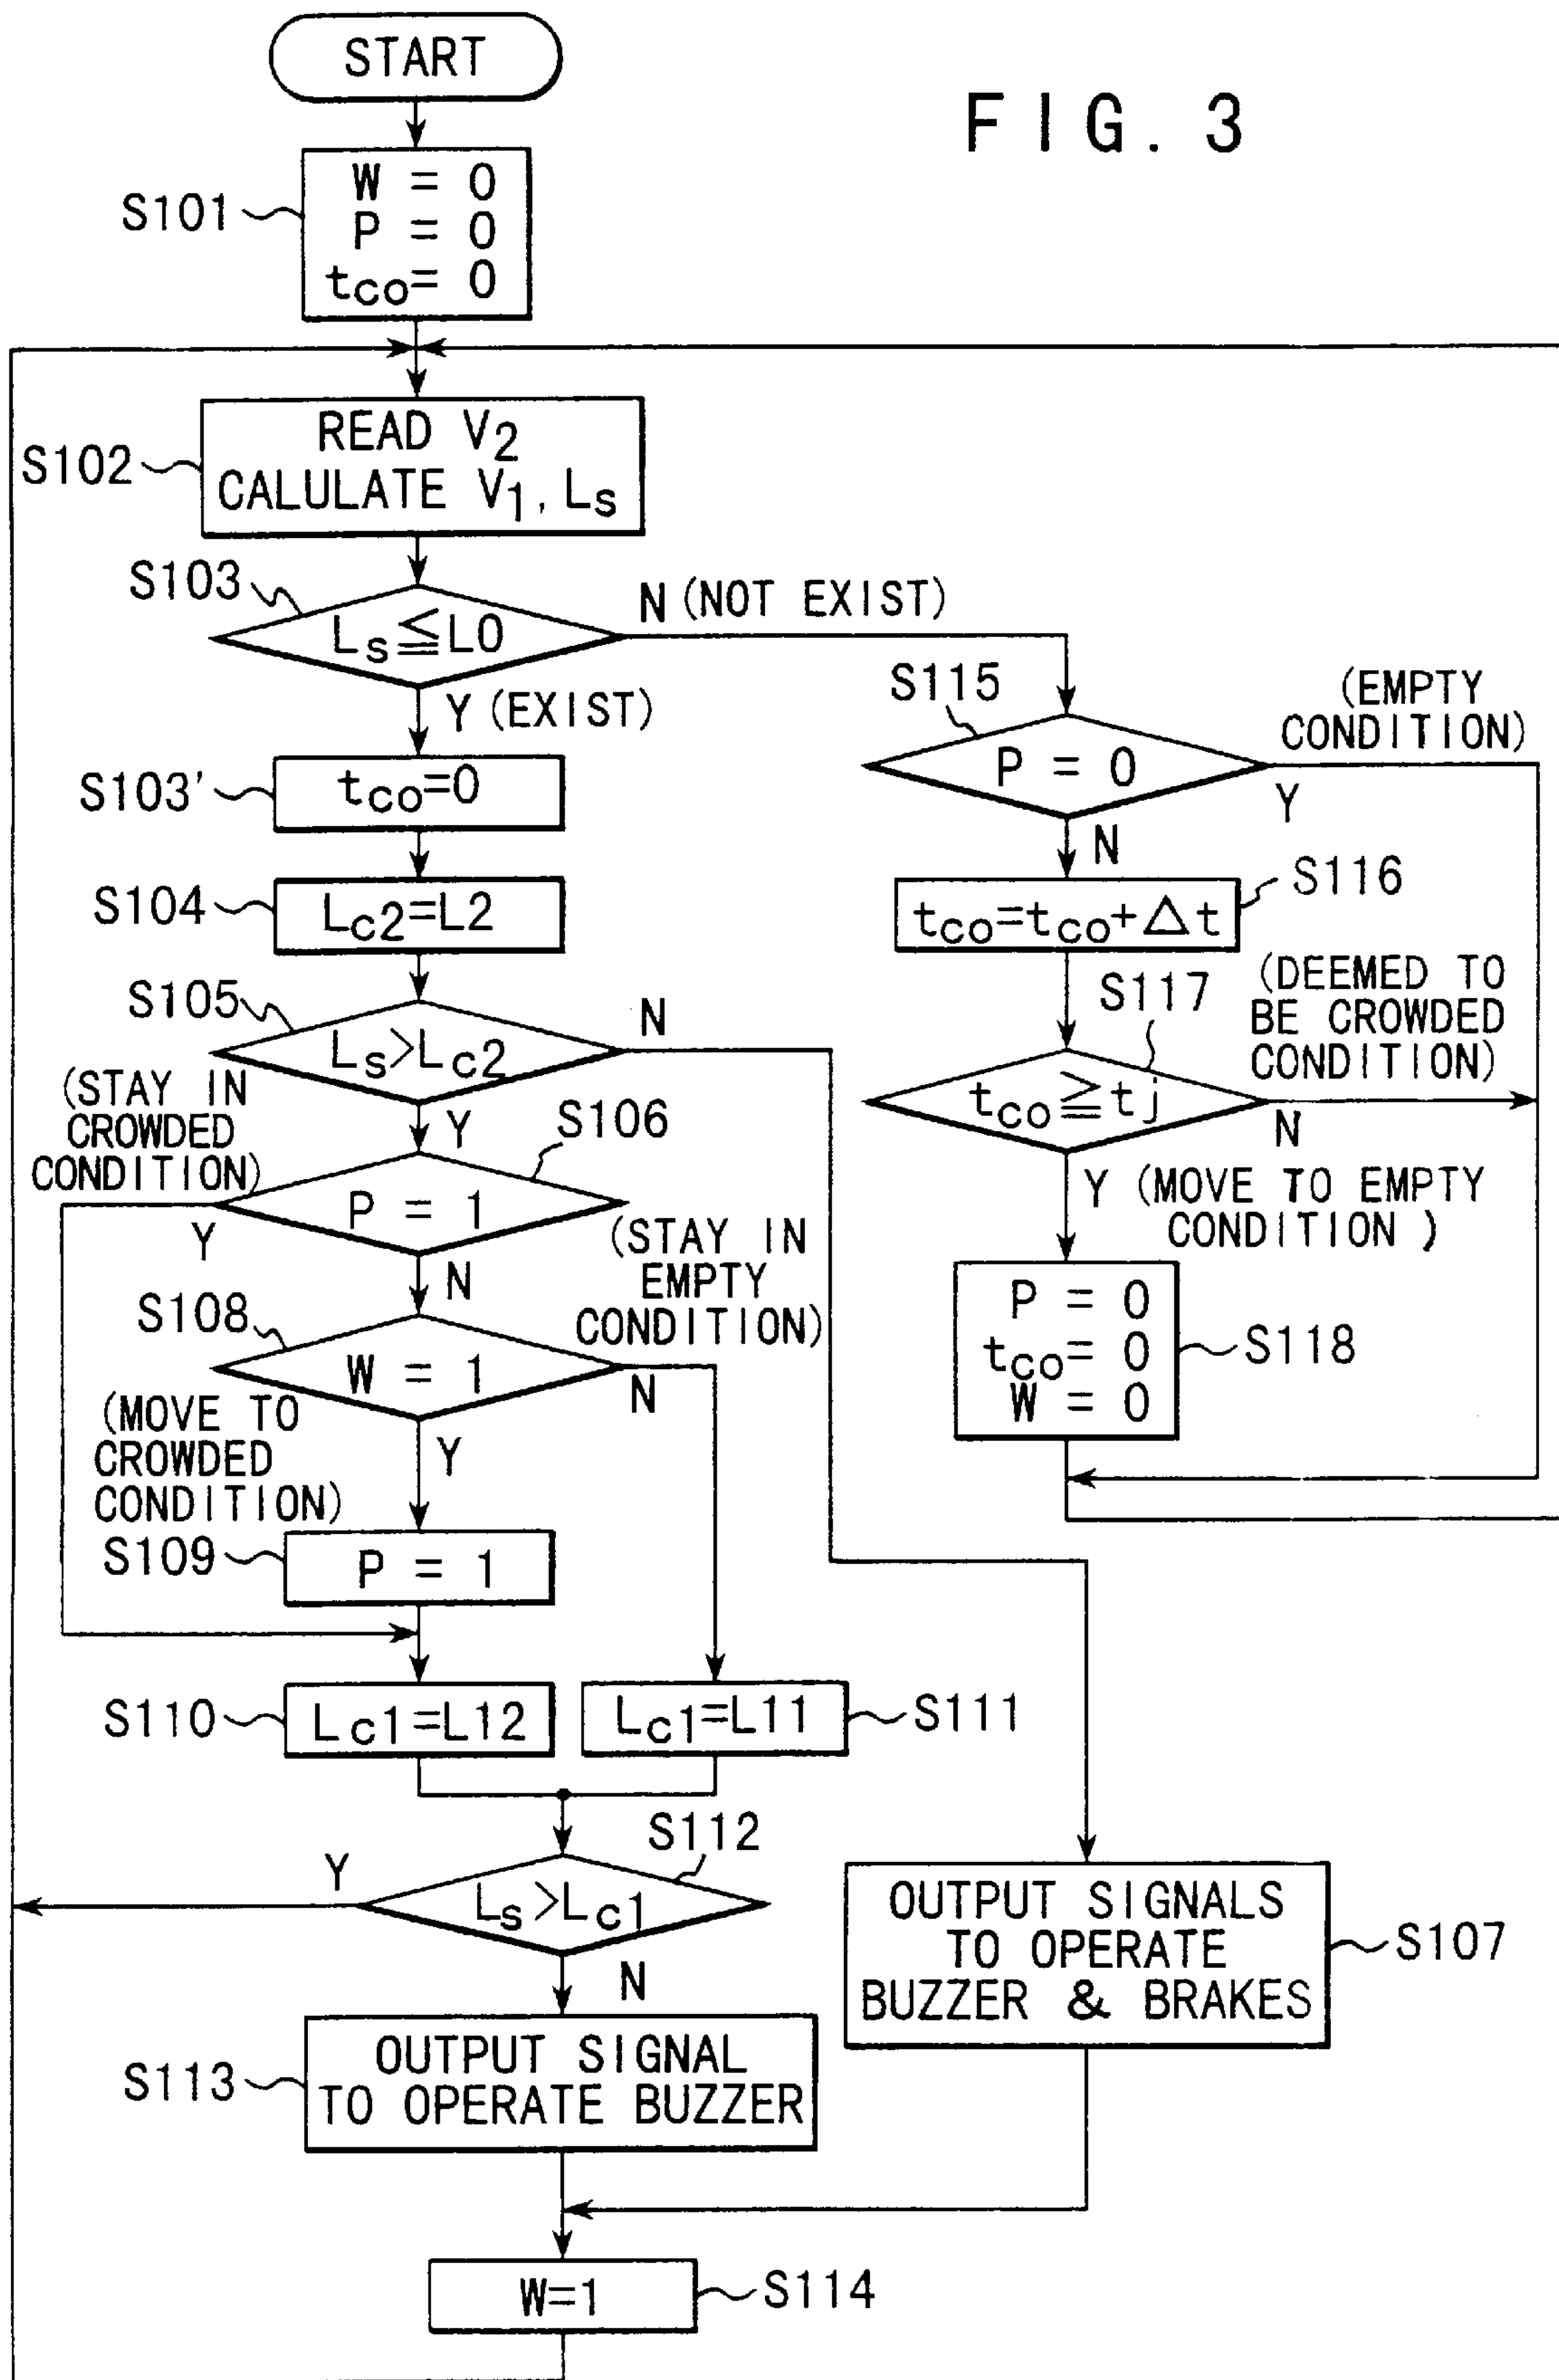 FIG. 3
START
S101
W = 0
P = 0
tco= 0
S102
READ V2
CALULATE V1, Ls
S103
Ls≦L0
N (NOT EXIST)
Y (EXIST)
S103'
tco=0
S104
Lc2=L2
S105
Ls>Lc2
N
Y
(STAY IN
CROWDED
CONDITION)
S106
P = 1
Y
N
(STAY IN
EMPTY
CONDITION)
S108
W = 1
N
Y
(MOVE TO
CROWDED
CONDITION)
S109
P = 1
S110
Lc1=L12
Lc1=L11
S111
S112
Ls>Lc1
Y
N
S113
OUTPUT SIGNAL
TO OPERATE BUZZER
OUTPUT SIGNALS
TO OPERATE
BUZZER & BRAKES
S107
W=1
S114
S115
P = 0
(EMPTY
CONDITION)
Y
N
S116
tco=tco+△t
S117
tco≧tj
(DEEMED TO
BE CROWDED
CONDITION)
N
Y (MOVE TO EMPTY
CONDITION )
P = 0
tco= 0
W = 0
S118